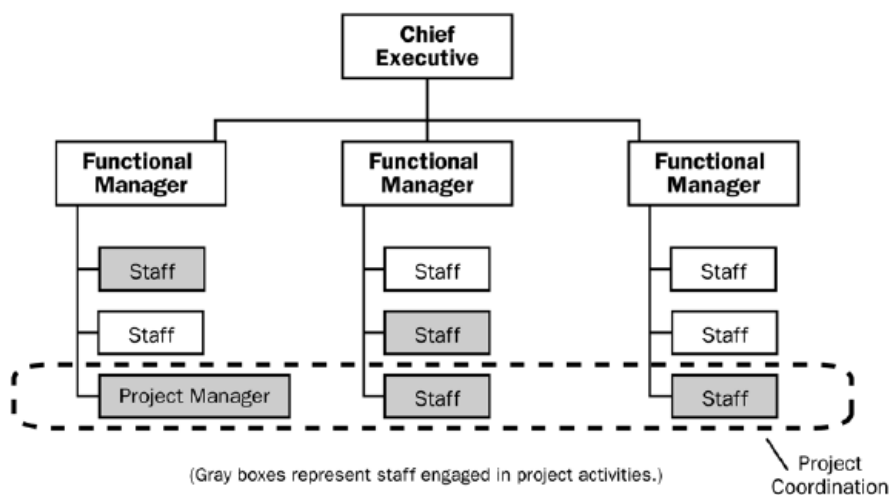 Chief
Executive
Functional
Manager
Functional
Manager
Functional
Manager
Staff
Staff
Staff
Staff
Staff
Staff
Project Manager
Staff
Staff
(Gray boxes represent staff engaged in project activities.)
Project
Coordination